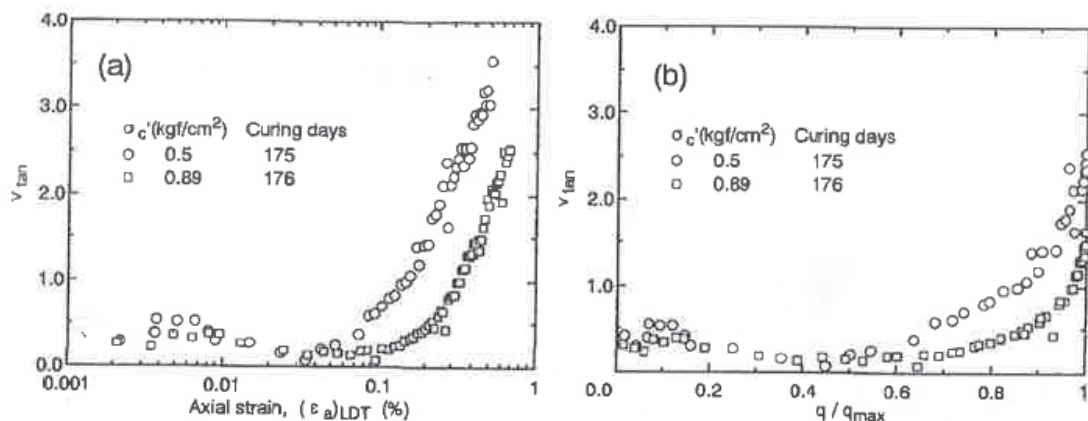 4.0
3.0
2.0
1.0
0.0
ν tan
(a)
σc'(kgf/cm²) Curing days
○ 0.5 175
□ 0.89 176
0.001 0.01 0.1 1
Axial strain, (εa)LDT (%)
4.0
3.0
2.0
1.0
0.0
ν tan
(b)
σc'(kgf/cm²) Curing days
○ 0.5 175
□ 0.89 176
0.2 0.4 0.6 0.8 1
q / qmax